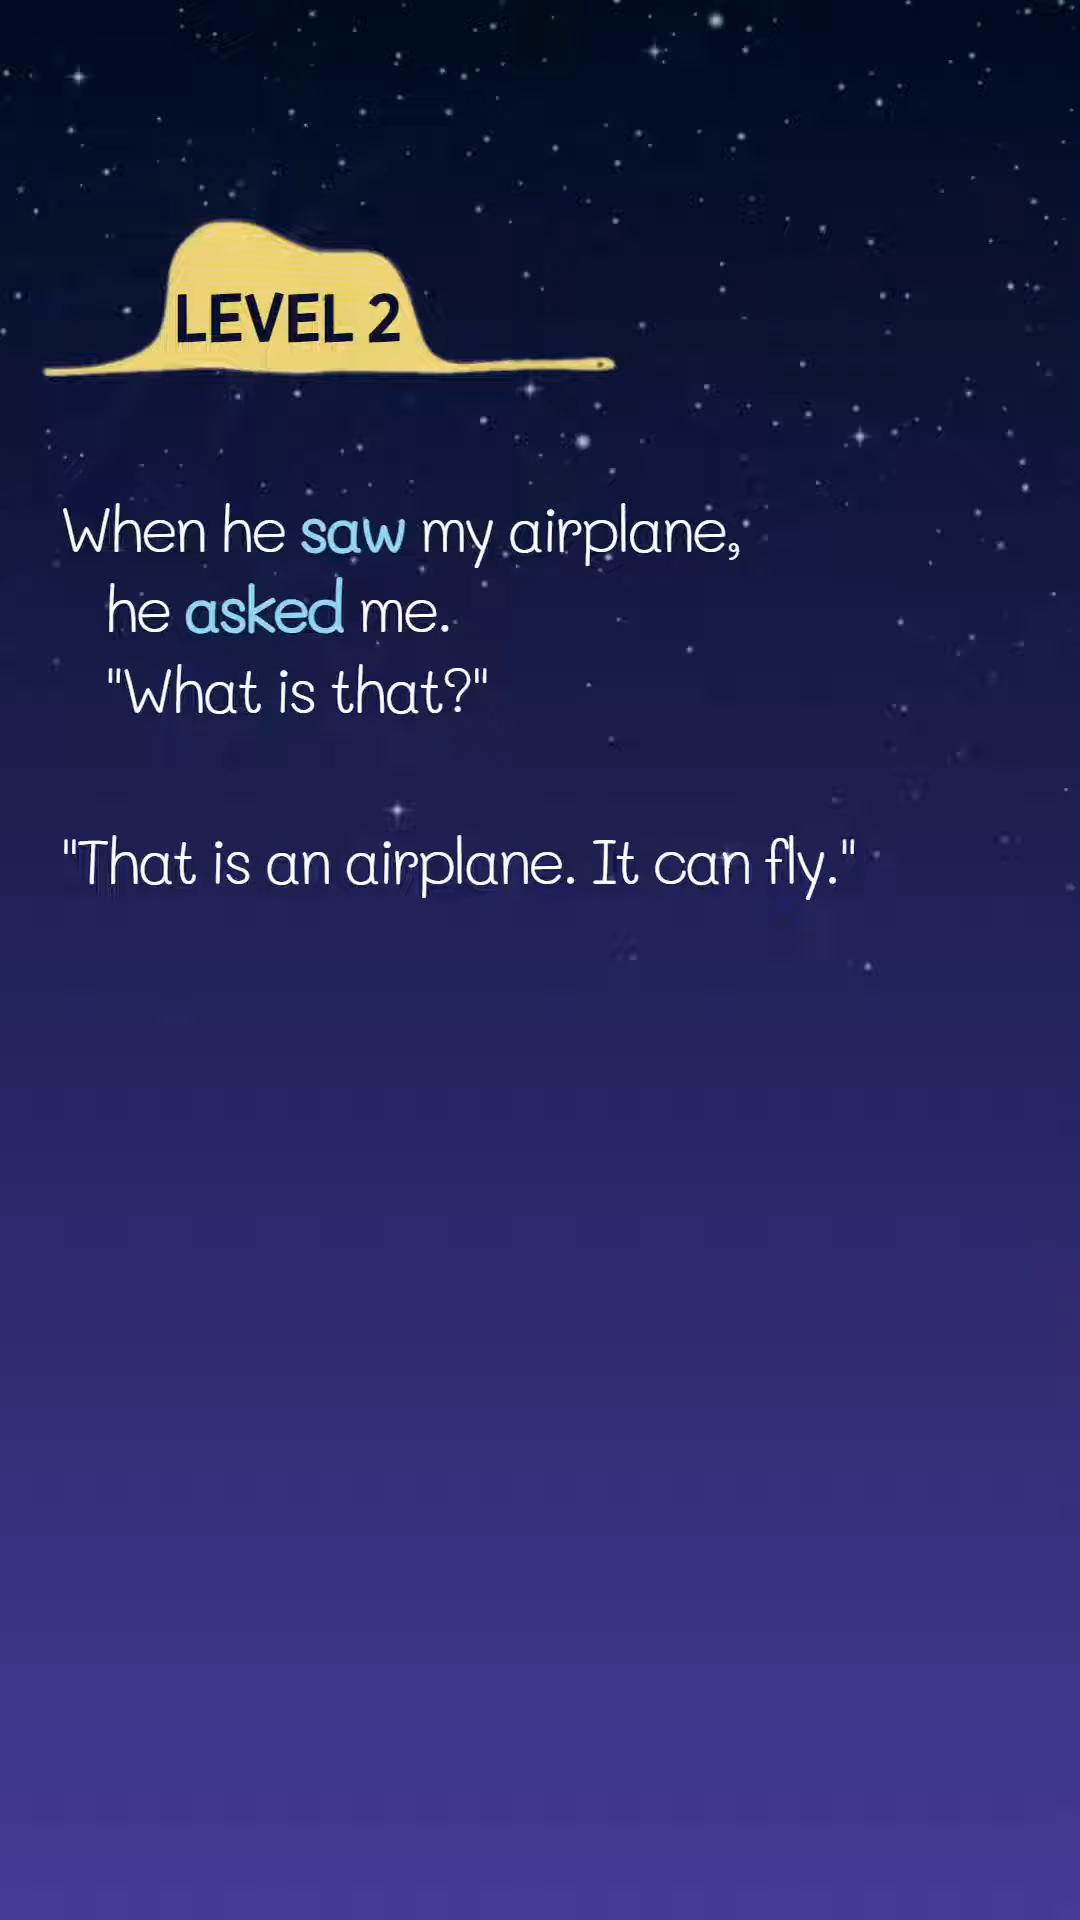 LEVEL 2
When he saw my airplane,
he asked me.
"What is that?"
"That is an airplane. It can fly."